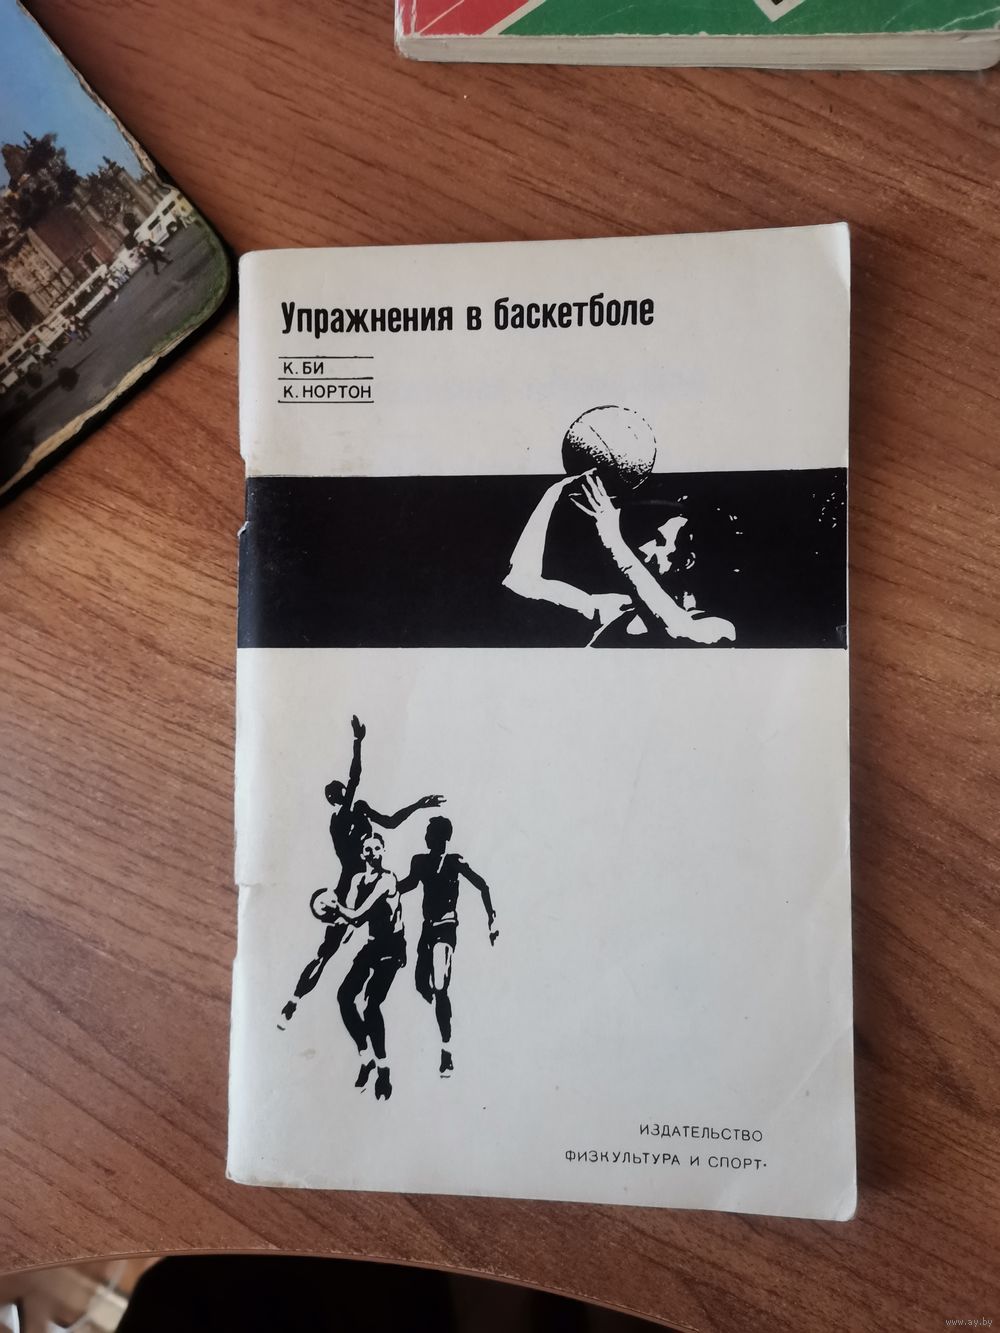 Упражнения в баскетболе
К. БИ
К. НОРТОН
ИЗДАТЕЛЬСТВО
ФИЗКУЛЬТУРА И СПОРТ·
www.ay.by